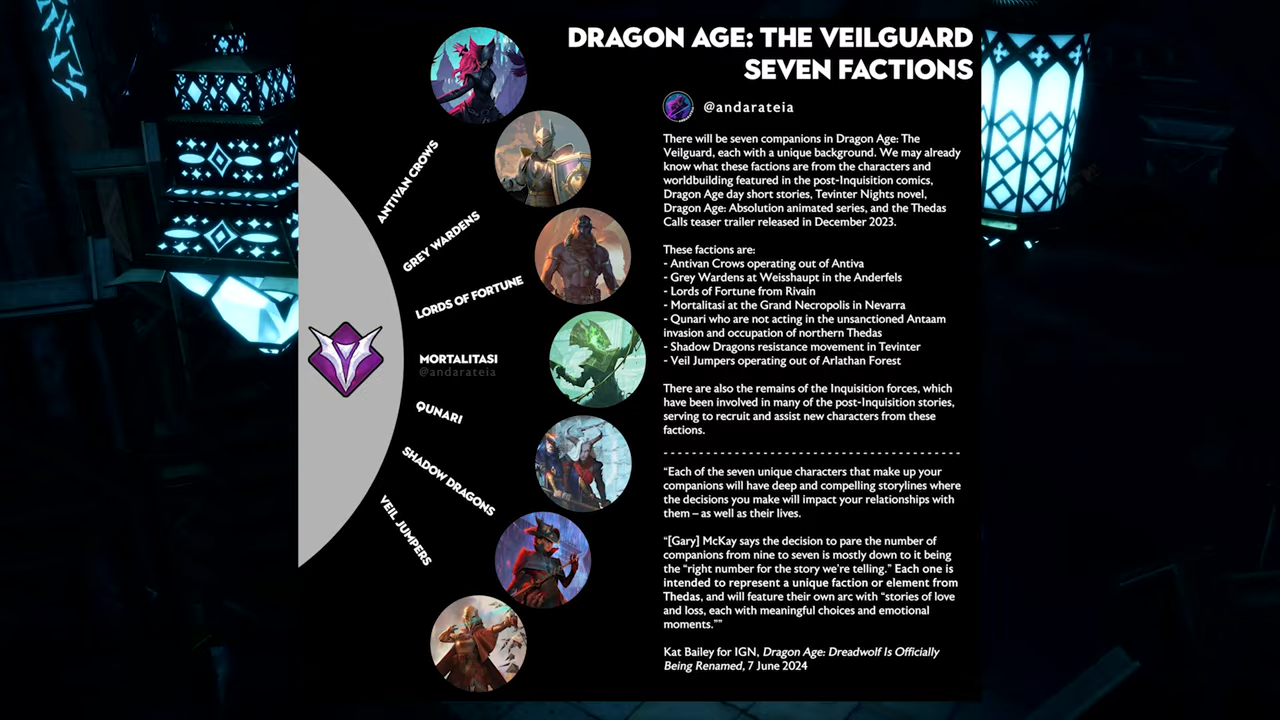 DRAGON AGE: THE VEILGUARD
SEVEN FACTIONS
@andarateia
ANTIVAN CROWS
GREY WARDENS
LORDS OF FORTUNE
MORTALITASI
@andarateia
QUNARI
SHADOW DRAGONS
VEIL JUMPERS
There will be seven companions in Dragon Age: The
Veilguard, each with a unique background. We may already
know what these factions are from the characters and
worldbuilding featured in the post-Inquisition comics,
Dragon Age day short stories, Tevinter Nights novel,
Dragon Age: Absolution animated series, and the Thedas
Calls teaser trailer released in December 2023.
These factions are:
- Antivan Crows operating out of Antiva
- Grey Wardens at Weisshaupt in the Anderfels
- Lords of Fortune from Rivain
- Mortalitasi at the Grand Necropolis in Nevarra
- Qunari who are not acting in the unsanctioned Antaam
invasion and occupation of northern Thedas
- Shadow Dragons resistance movement in Tevinter
- Veil Jumpers operating out of Arlathan Forest
There are also the remains of the Inquisition forces, which
have been involved in many of the post-Inquisition stories,
serving to recruit and assist new characters from these
factions.
“Each of the seven unique characters that make up your
companions will have deep and compelling storylines where
the decisions you make will impact your relationships with
them – as well as their lives.
“[Gary] McKay says the decision to pare the number of
companions from nine to seven is mostly down to it being
the “right number for the story we’re telling.” Each one is
intended to represent a unique faction or element from
Thedas, and will feature their own arc with “stories of love
and loss, each with meaningful choices and emotional
moments.””
Kat Bailey for IGN, Dragon Age: Dreadwolf Is Officially
Being Renamed, 7 June 2024